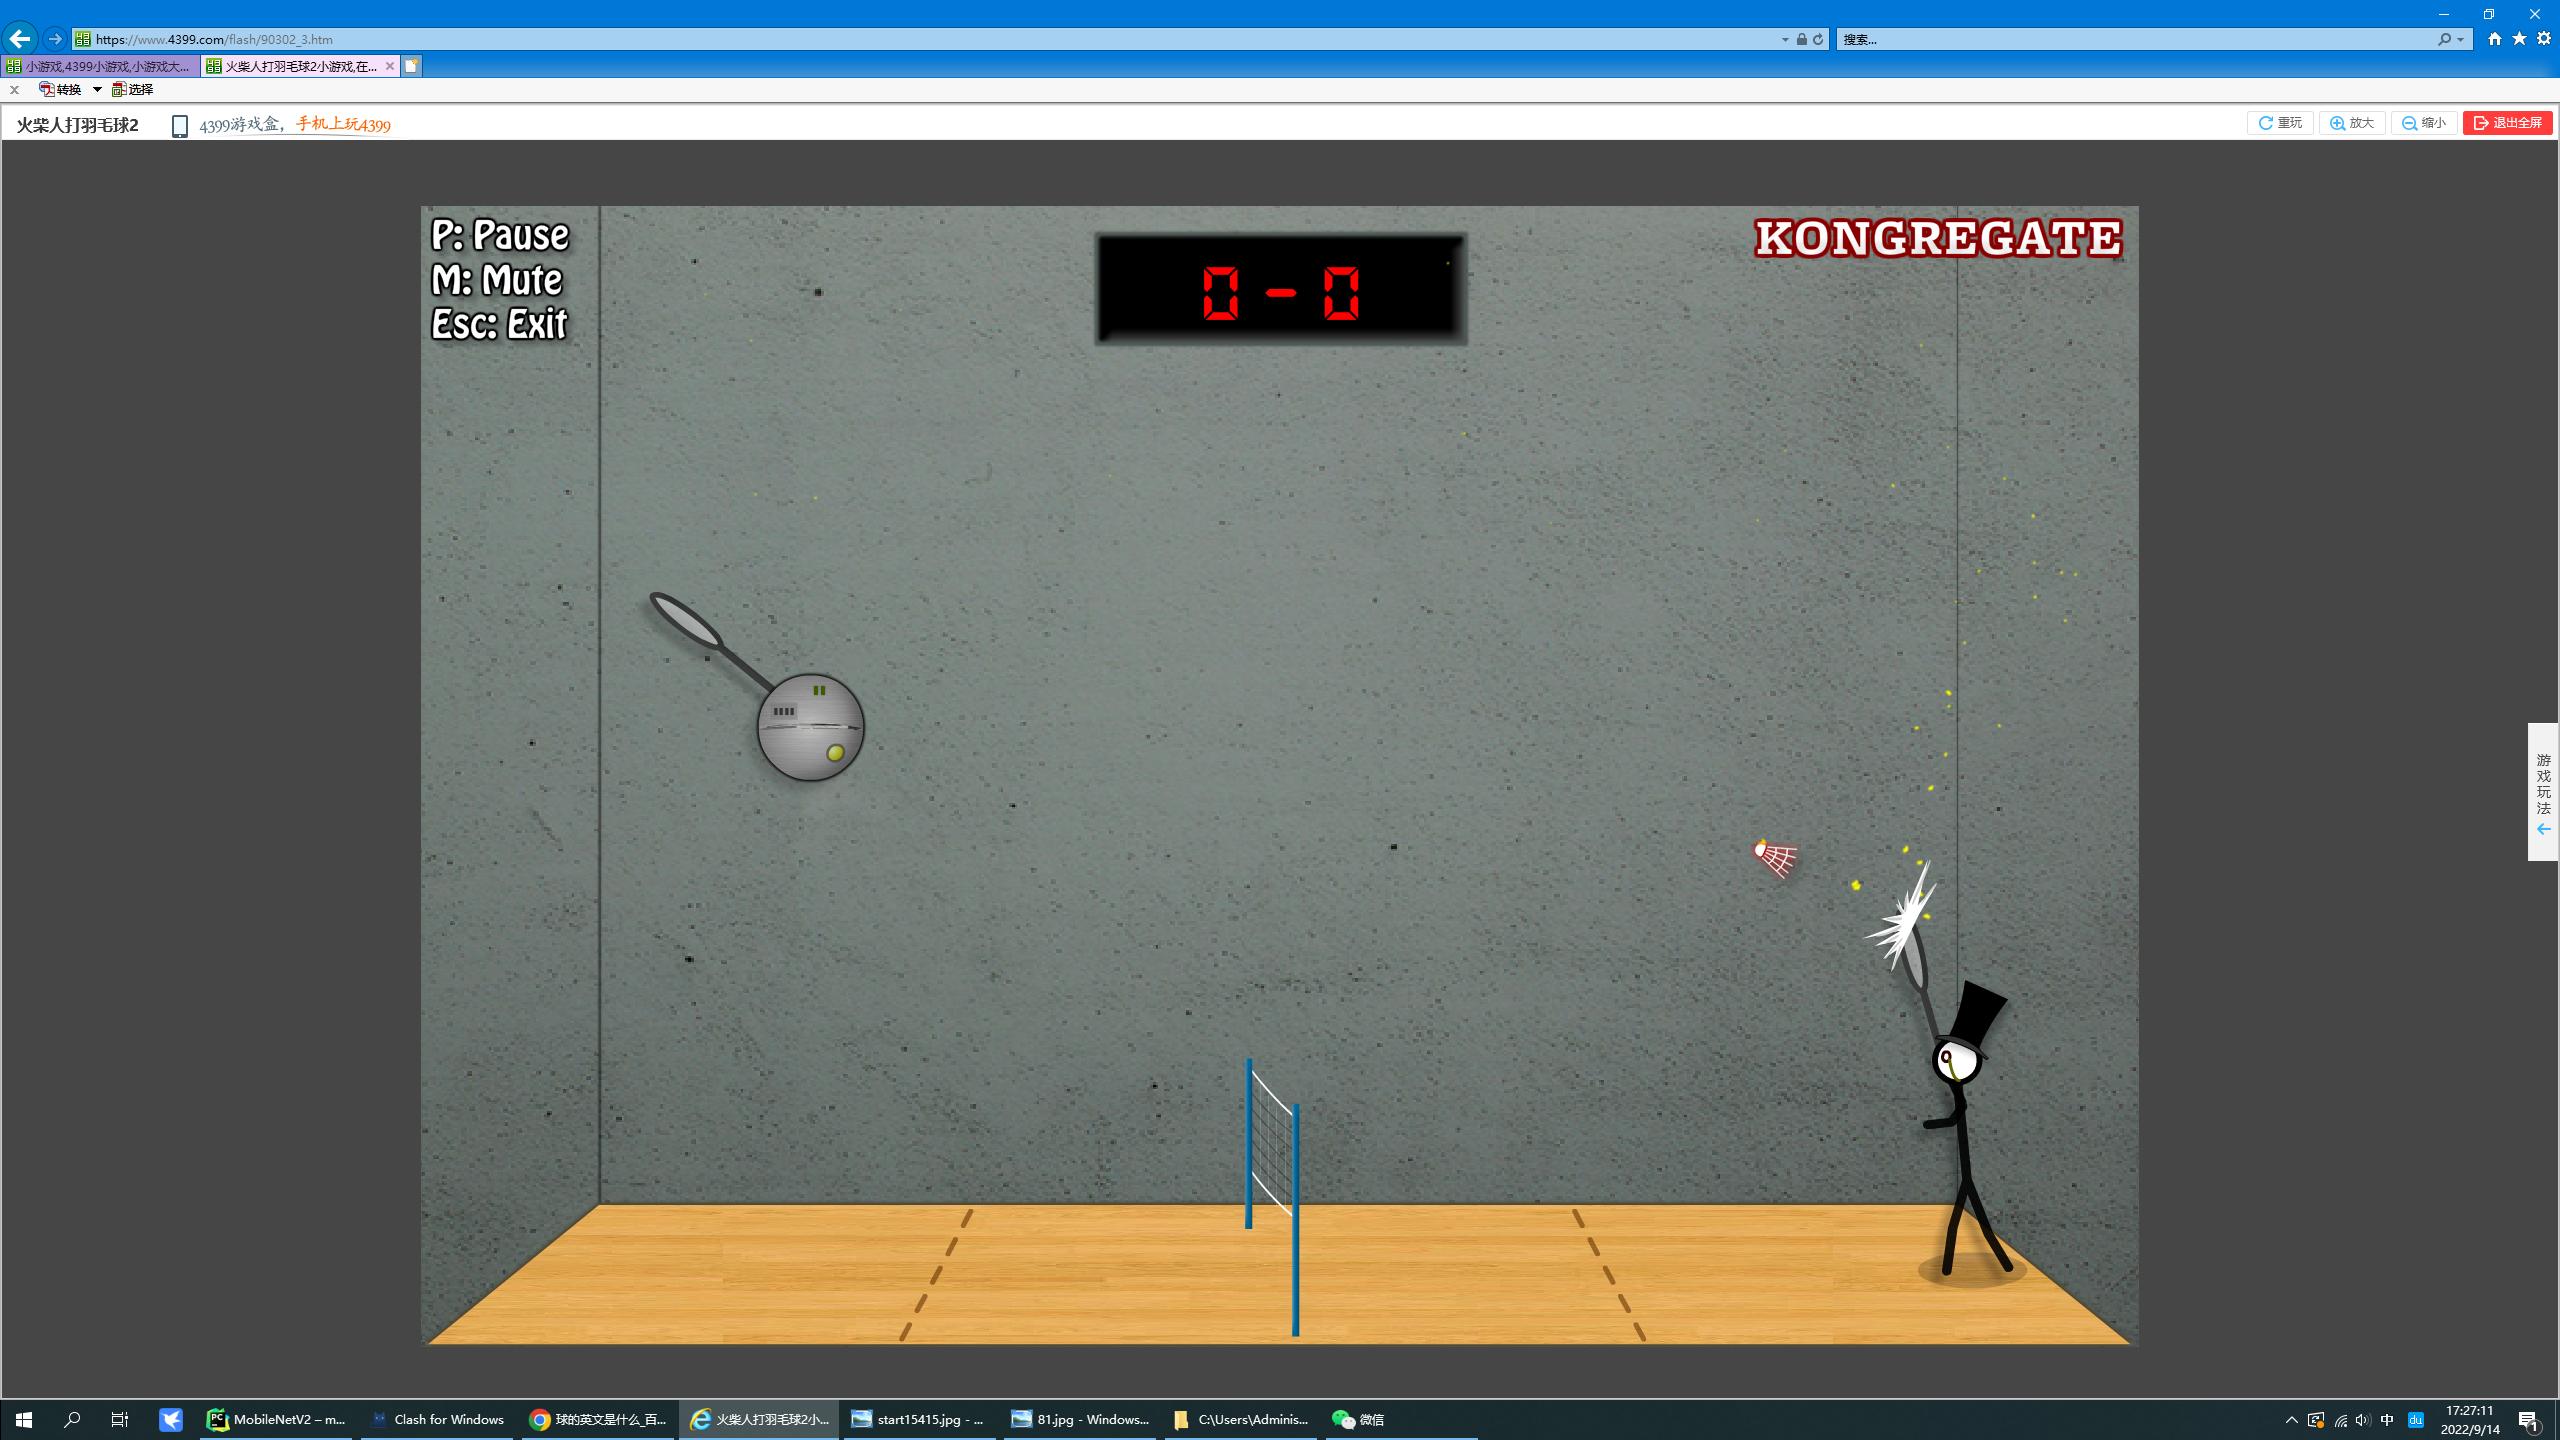 https://www.4399.com/flash/90302_3.htm
搜索...
小游戏,4399小游戏,小游戏大...
火柴人打羽毛球2小游戏,在...
转换
选择
火柴人打羽毛球2
4399游戏盒，手机上玩4399
重玩
放大
缩小
退出全屏
P: Pause
M: Mute
Esc: Exit
0 - 0
KONGREGATE
游戏玩法
MobileNetV2 – m...
Clash for Windows
球的英文是什么_百...
火柴人打羽毛球2小...
start15415.jpg - ...
81.jpg - Windows...
C:\Users\Adminis...
微信
中
du
17:27:11
2022/9/14
1